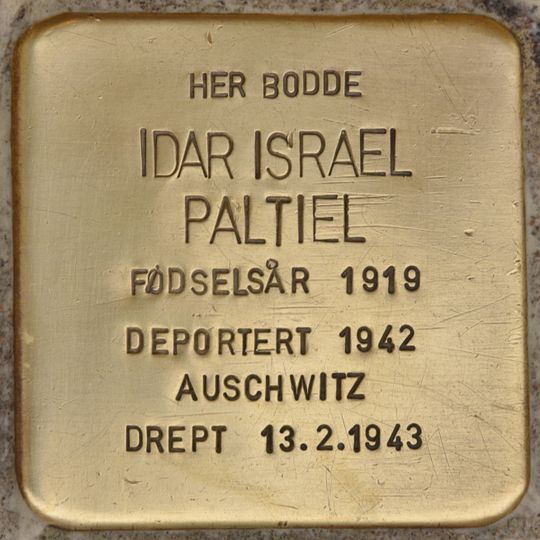 HER BODDE
IDAR ISRAEL
PALTIEL
FØDSELSÅR 1919
DEPORTERT 1942
AUSCHWITZ
DREPT 13.2.1943